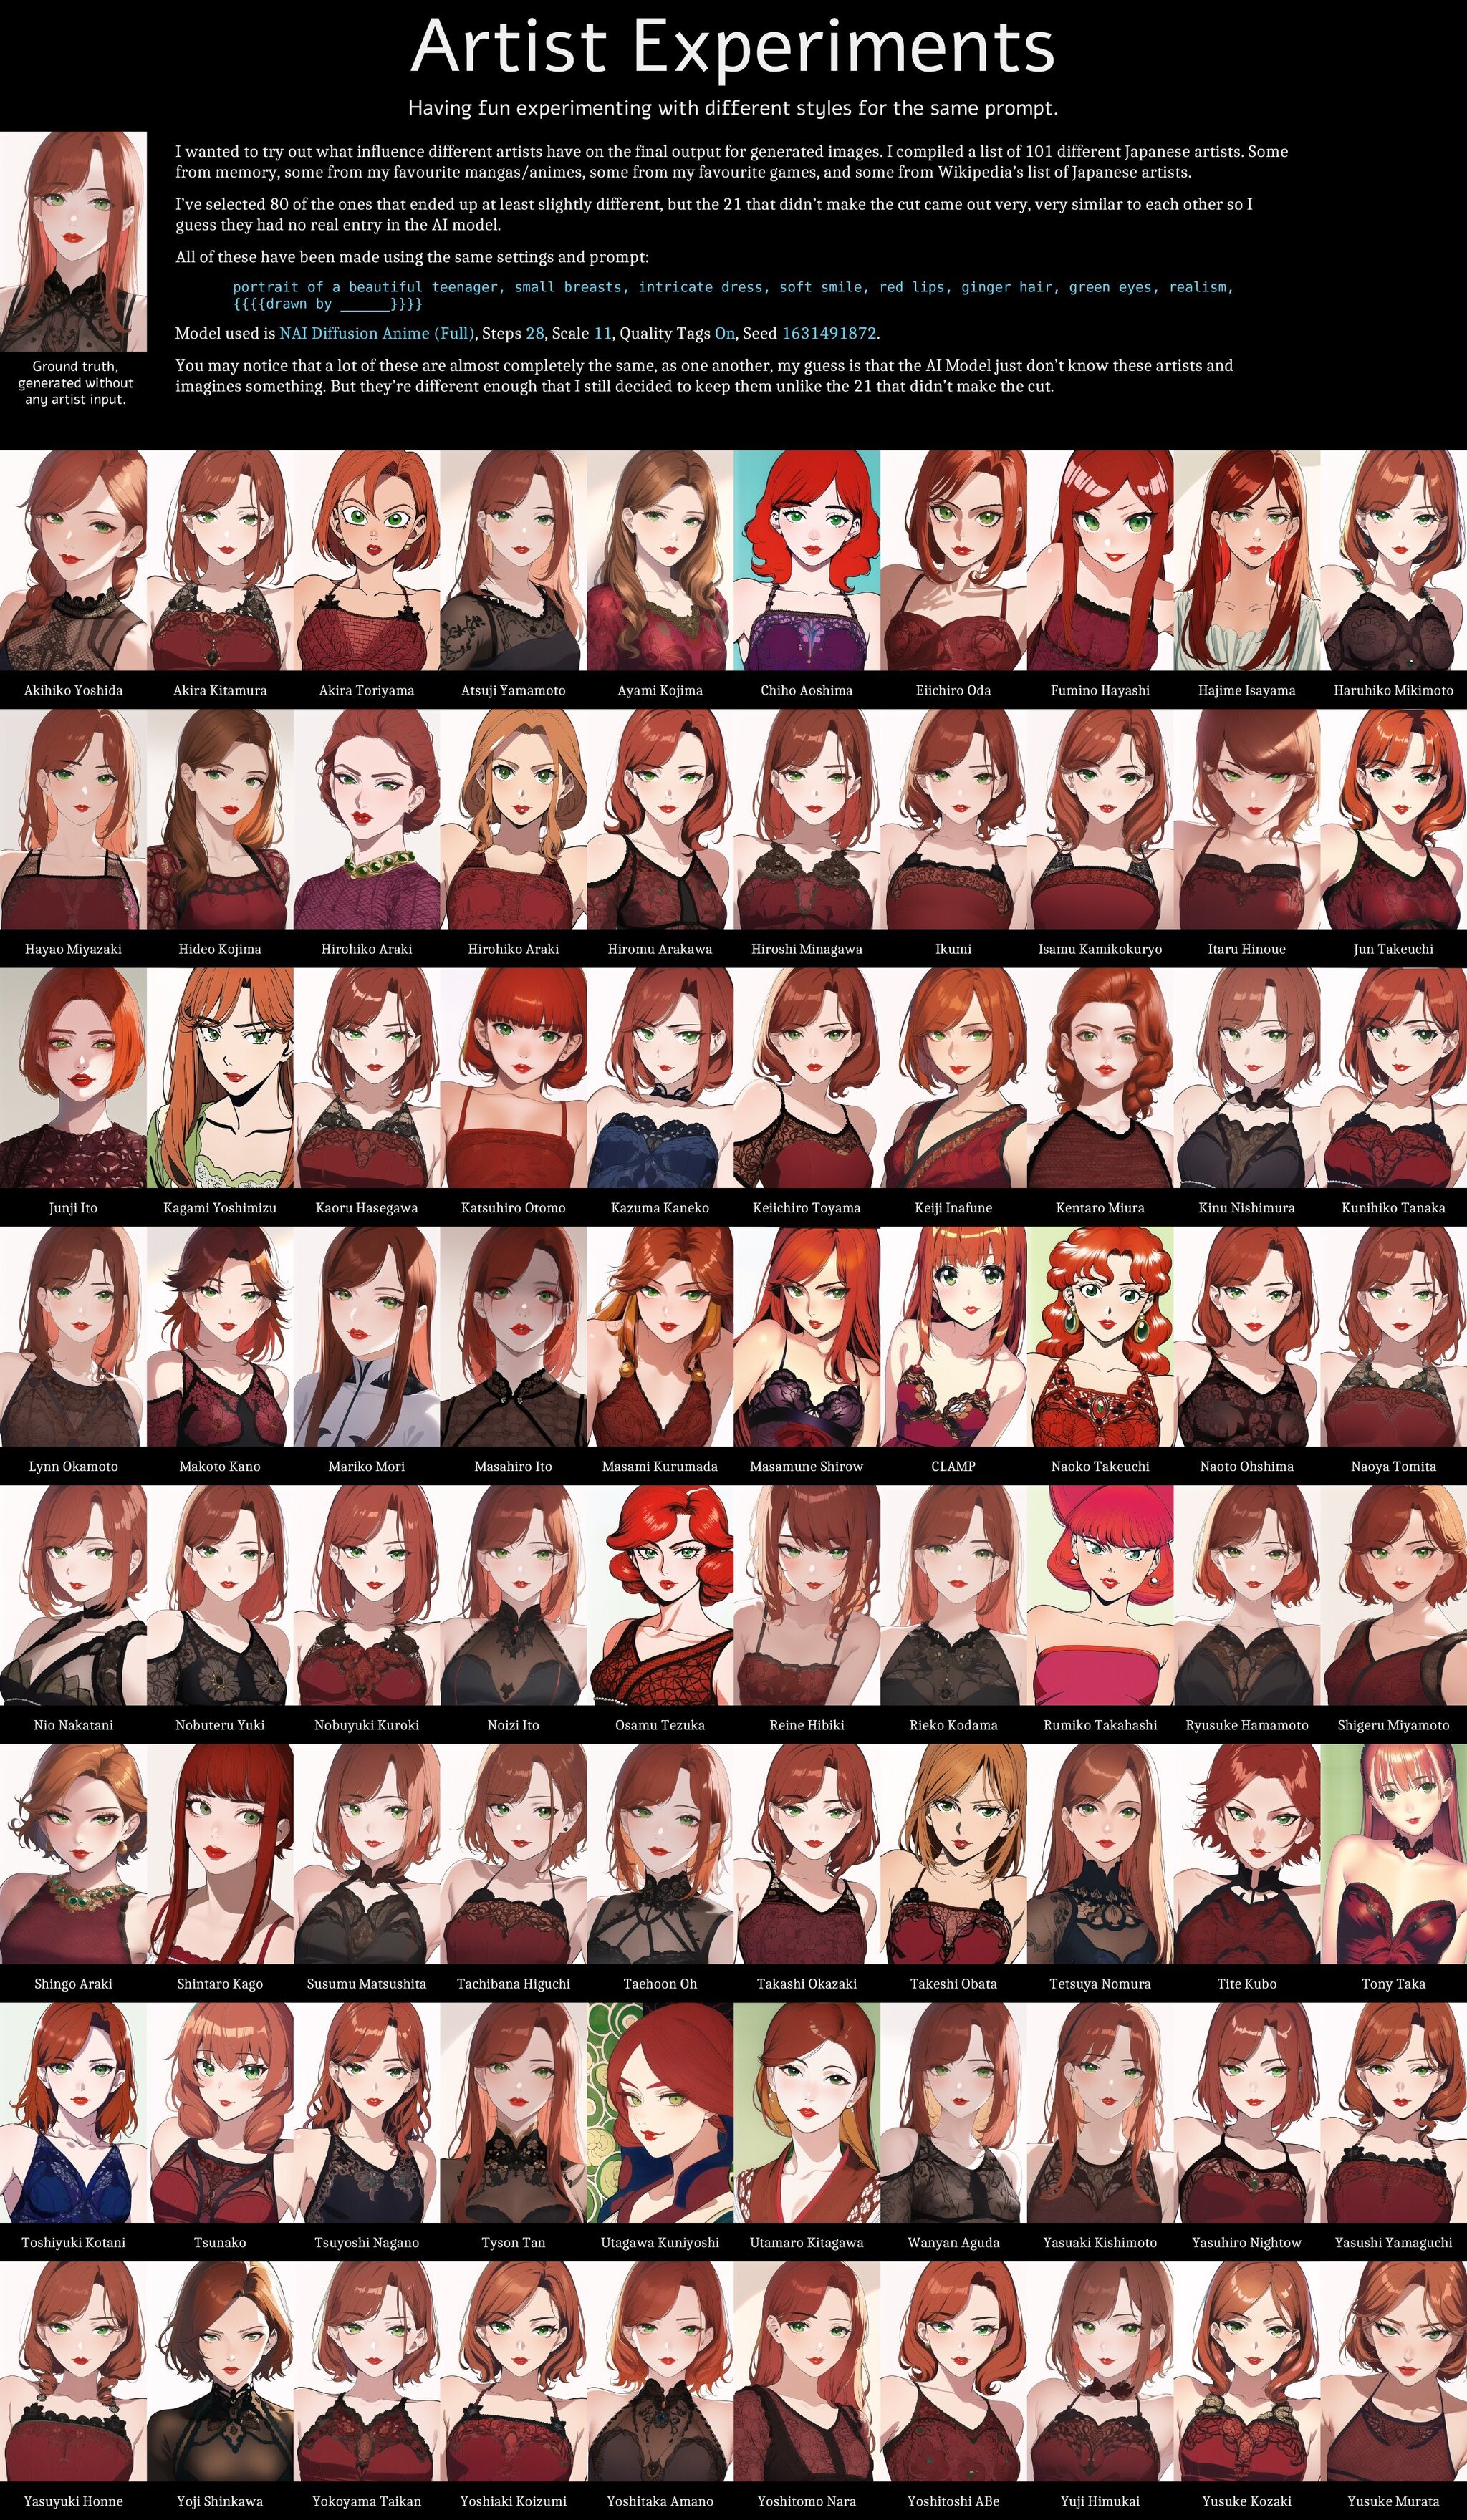 Artist Experiments
Having fun experimenting with different styles for the same prompt.
I wanted to try out what influence different artists have on the final output for generated images. I compiled a list of 101 different Japanese artists. Some
from memory, some from my favourite mangas/animes, some from my favourite games, and some from Wikipedia's list of Japanese artists.
I've selected 80 of the ones that ended up at least slightly different, but the 21 that didn't make the cut came out very, very similar to each other so I
guess they had no real entry in the AI model.
All of these have been made using the same settings and prompt:
portrait of a beautiful teenager, small breasts, intricate dress, soft smile, red lips, ginger hair, green eyes, realism,
{{{{drawn by ______}}}}
Model used is NAI Diffusion Anime (Full), Steps 28, Scale 11, Quality Tags On, Seed 1631491872.
You may notice that a lot of these are almost completely the same, as one another, my guess is that the AI Model just don't know these artists and
imagines something. But they're different enough that I still decided to keep them unlike the 21 that didn't make the cut.
Ground truth,
generated without
any artist input.
Akihiko Yoshida Akira Kitamura Akira Toriyama Atsuji Yamamoto Ayami Kojima Chiho Aoshima Eiichiro Oda Fumino Hayashi Hajime Isayama Haruhiko Mikimoto
Hayao Miyazaki Hideo Kojima Hirohiko Araki Hirohiko Araki Hiromu Arakawa Hiroshi Minagawa Ikumi Isamu Kamikokuryo Itaru Hinoue Jun Takeuchi
Junji Ito Kagami Yoshimizu Kaoru Hasegawa Katsuhiro Otomo Kazuma Kaneko Keiichiro Toyama Keiji Inafune Kentaro Miura Kinu Nishimura Kunihiko Tanaka
Lynn Okamoto Makoto Kano Mariko Mori Masahiro Ito Masami Kurumada Masamune Shirow CLAMP Naoko Takeuchi Naoto Ohshima Naoya Tomita
Nio Nakatani Nobuteru Yuki Nobuyuki Kuroki Noizi Ito Osamu Tezuka Reine Hibiki Rieko Kodama Rumiko Takahashi Ryusuke Hamamoto Shigeru Miyamoto
Shingo Araki Shintaro Kago Susumu Matsushita Tachibana Higuchi Taehoon Oh Takashi Okazaki Takeshi Obata Tetsuya Nomura Tite Kubo Tony Taka
Toshiyuki Kotani Tsunako Tsuyoshi Nagano Tyson Tan Utagawa Kuniyoshi Utamaro Kitagawa Wanyan Aguda Yasuaki Kishimoto Yasuhiro Nightow Yasushi Yamaguchi
Yasuyuki Honne Yoji Shinkawa Yokoyama Taikan Yoshiaki Koizumi Yoshitaka Amano Yoshitomo Nara Yoshitoshi ABe Yuji Himukai Yusuke Kozaki Yusuke Murata